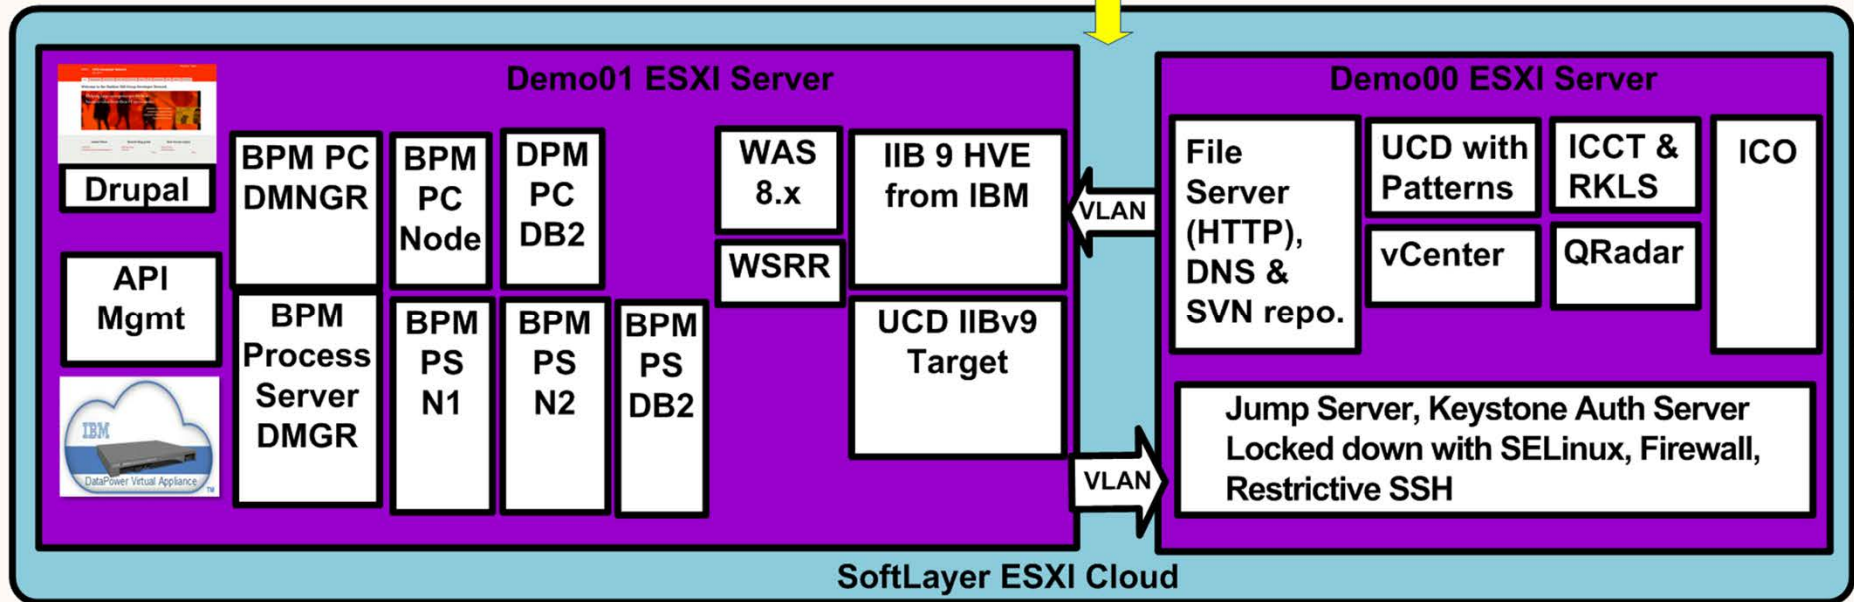 Demo01 ESXI Server
Drupal
API
Mgmt
IBM
DataPower Virtual Appliance
TM
BPM PC
DMNGR
BPM
PC
Node
DPM
PC
DB2
BPM
Process
Server
DMGR
BPM
PS
N1
BPM
PS
N2
BPM
PS
DB2
WAS
8.x
WSRR
IIB 9 HVE
from IBM
UCD IIBv9
Target
VLAN
VLAN
Demo00 ESXI Server
File
Server
(HTTP),
DNS &
SVN repo.
UCD with
Patterns
vCenter
ICCT &
RKLS
QRadar
ICO
Jump Server, Keystone Auth Server
Locked down with SELinux, Firewall,
Restrictive SSH
SoftLayer ESXI Cloud